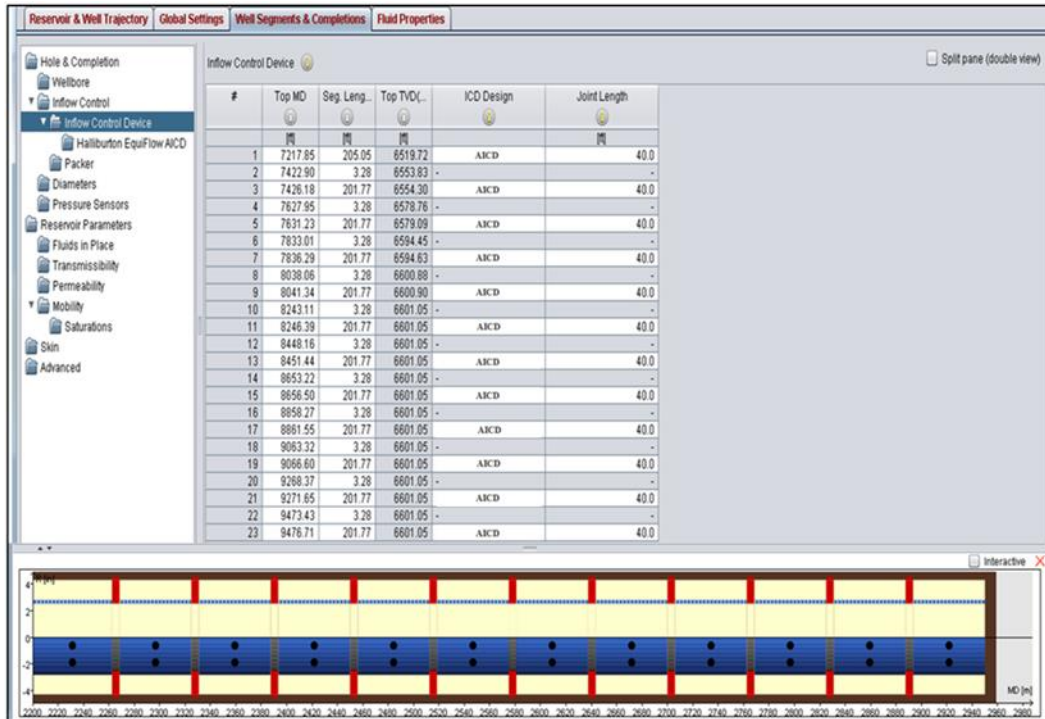 Reservoir & Well Trajectory Global Settings Well Segments & Completions Fluid Properties
Hole & Completion
Wellbore
Inflow Control
Inflow Control Device
Halliburton EquiFlow AICD
Packer
Diameters
Pressure Sensors
Reservoir Parameters
Fluids in Place
Transmissibility
Permeability
Mobility
Saturations
Skin
Advanced
Inflow Control Device
Split pane (double view)
# Top MD Seg. Leng... Top TVD(... ICD Design Joint Length
[ft] [ft] [ft] [ft]
1 7217.85 205.05 6519.72 AICD 40.0
2 7422.90 3.28 6553.83 - -
3 7426.18 201.77 6554.30 AICD 40.0
4 7627.95 3.28 6578.76 - -
5 7631.23 201.77 6579.09 AICD 40.0
6 7833.01 3.28 6594.45 - -
7 7836.29 201.77 6594.63 AICD 40.0
8 8038.06 3.28 6600.88 - -
9 8041.34 201.77 6600.90 AICD 40.0
10 8243.11 3.28 6601.05 - -
11 8246.39 201.77 6601.05 AICD 40.0
12 8448.16 3.28 6601.05 - -
13 8451.44 201.77 6601.05 AICD 40.0
14 8653.22 3.28 6601.05 - -
15 8656.50 201.77 6601.05 AICD 40.0
16 8858.27 3.28 6601.05 - -
17 8861.55 201.77 6601.05 AICD 40.0
18 9063.32 3.28 6601.05 - -
19 9066.60 201.77 6601.05 AICD 40.0
20 9268.37 3.28 6601.05 - -
21 9271.65 201.77 6601.05 AICD 40.0
22 9473.43 3.28 6601.05 - -
23 9476.71 201.77 6601.05 AICD 40.0
Interactive
4
2
0
-2
-4
MD [m]
2200 2220 2240 2260 2280 2300 2320 2340 2360 2380 2400 2420 2440 2460 2480 2500 2520 2540 2560 2580 2600 2620 2640 2660 2680 2700 2720 2740 2760 2780 2800 2820 2840 2860 2880 2900 2920 2940 2960 2980